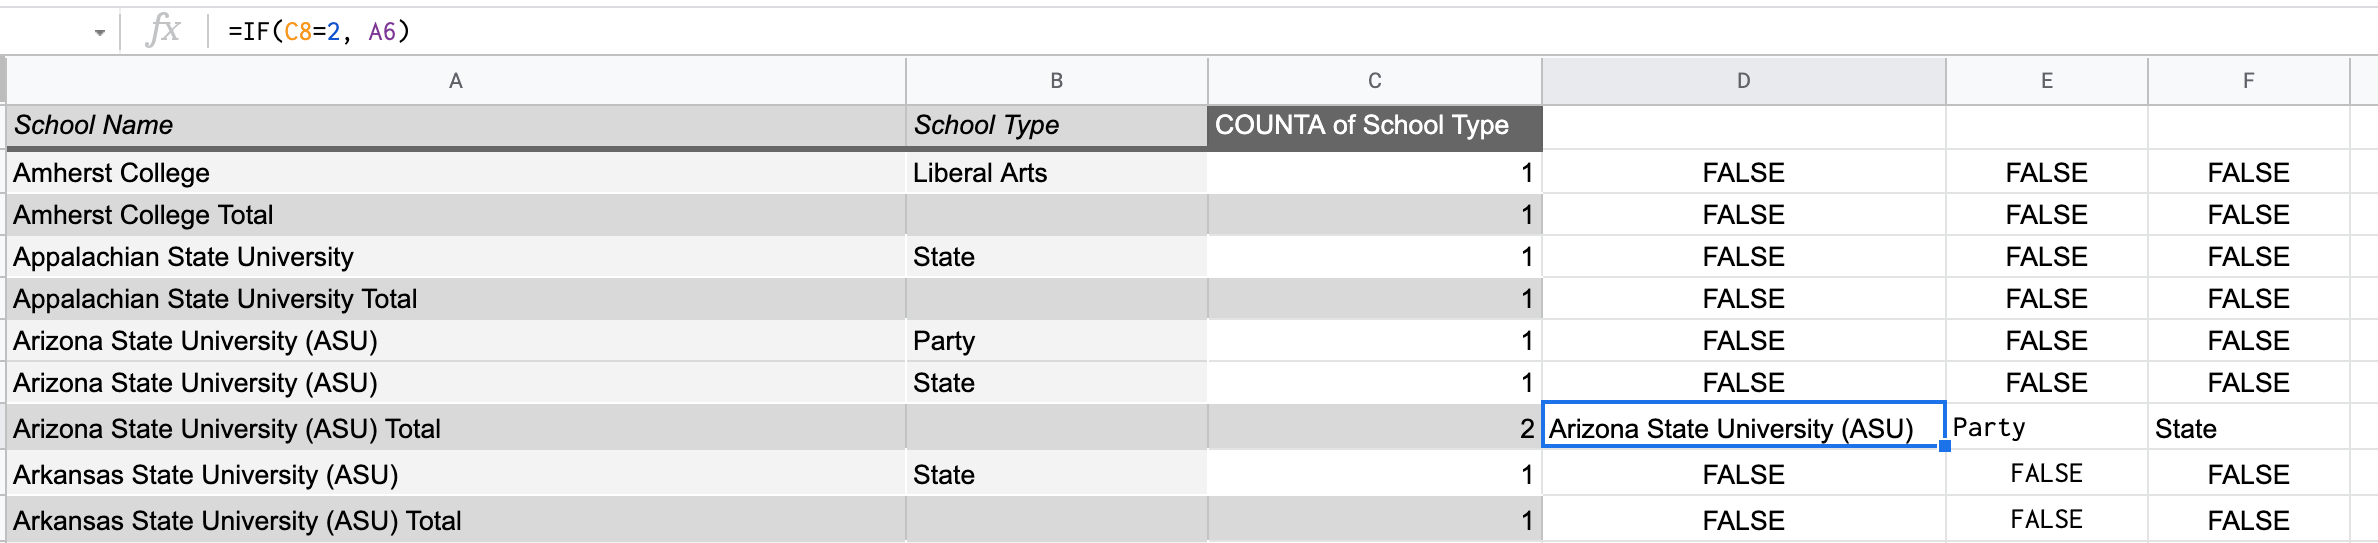 fx =IF(C8=2, A6)
A B C D E F
School Name School Type COUNTA of School Type
Amherst College Liberal Arts 1 FALSE FALSE FALSE
Amherst College Total 1 FALSE FALSE FALSE
Appalachian State University State 1 FALSE FALSE FALSE
Appalachian State University Total 1 FALSE FALSE FALSE
Arizona State University (ASU) Party 1 FALSE FALSE FALSE
Arizona State University (ASU) State 1 FALSE FALSE FALSE
Arizona State University (ASU) Total 2 Arizona State University (ASU) Party State
Arkansas State University (ASU) State 1 FALSE FALSE FALSE
Arkansas State University (ASU) Total 1 FALSE FALSE FALSE